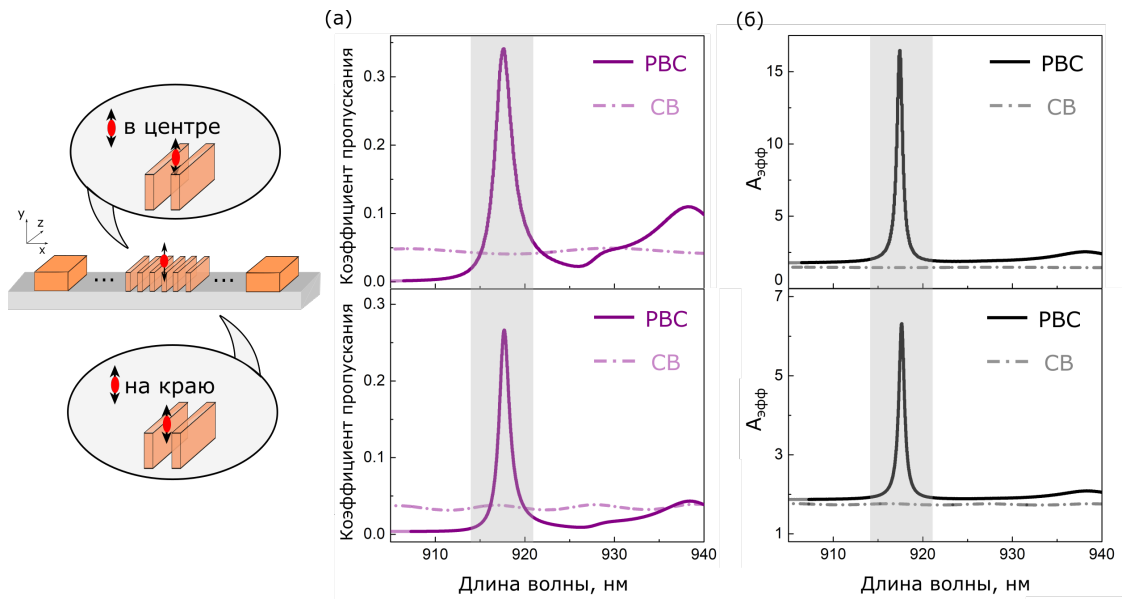 (а)
(б)
в центре
y
z
x
...
...
на краю
Коэффициент пропускания
0.3
0.2
0.1
0.0
РВС
СВ
Аэфф
15
10
5
0
РВС
СВ
Коэффициент пропускания
0.3
0.2
0.1
0.0
910 920 930 940
Длина волны, нм
РВС
СВ
Аэфф
7
5
3
1
910 920 930 940
Длина волны, нм
РВС
СВ